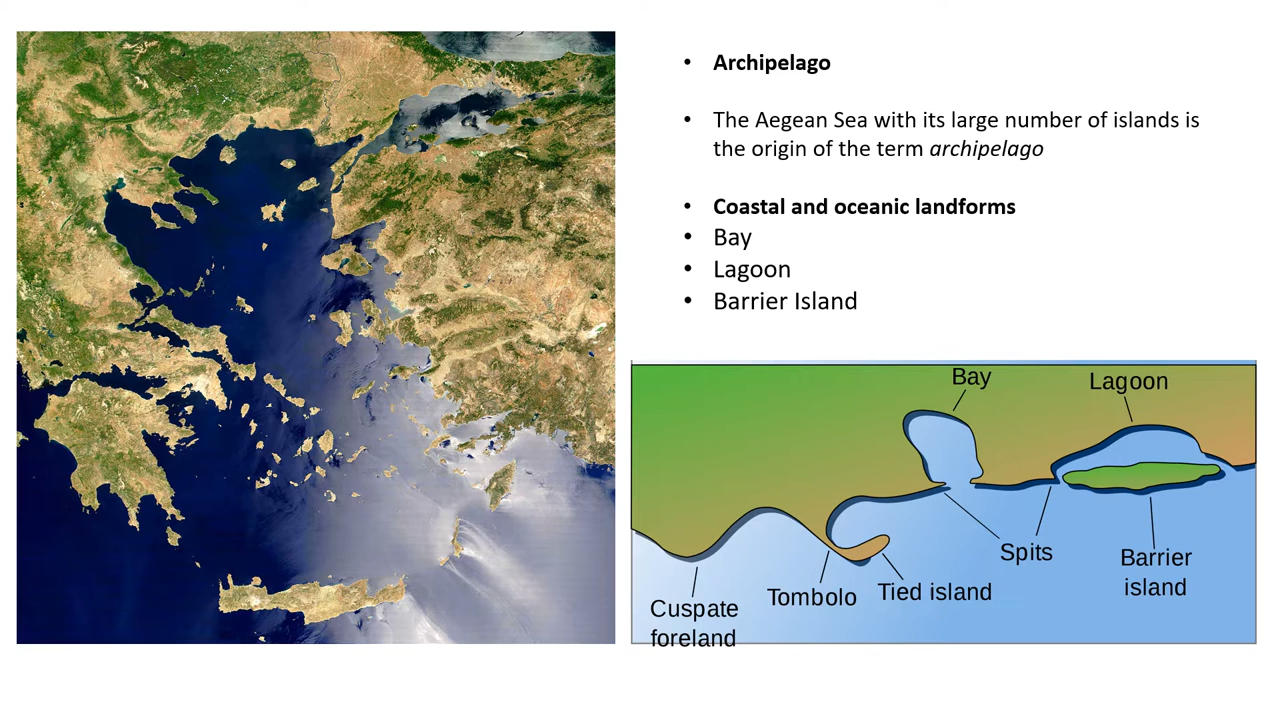 • Archipelago
• The Aegean Sea with its large number of islands is
the origin of the term archipelago
• Coastal and oceanic landforms
• Bay
• Lagoon
• Barrier Island
Bay
Lagoon
Spits
Barrier
island
Tombolo
Tied island
Cuspate
foreland